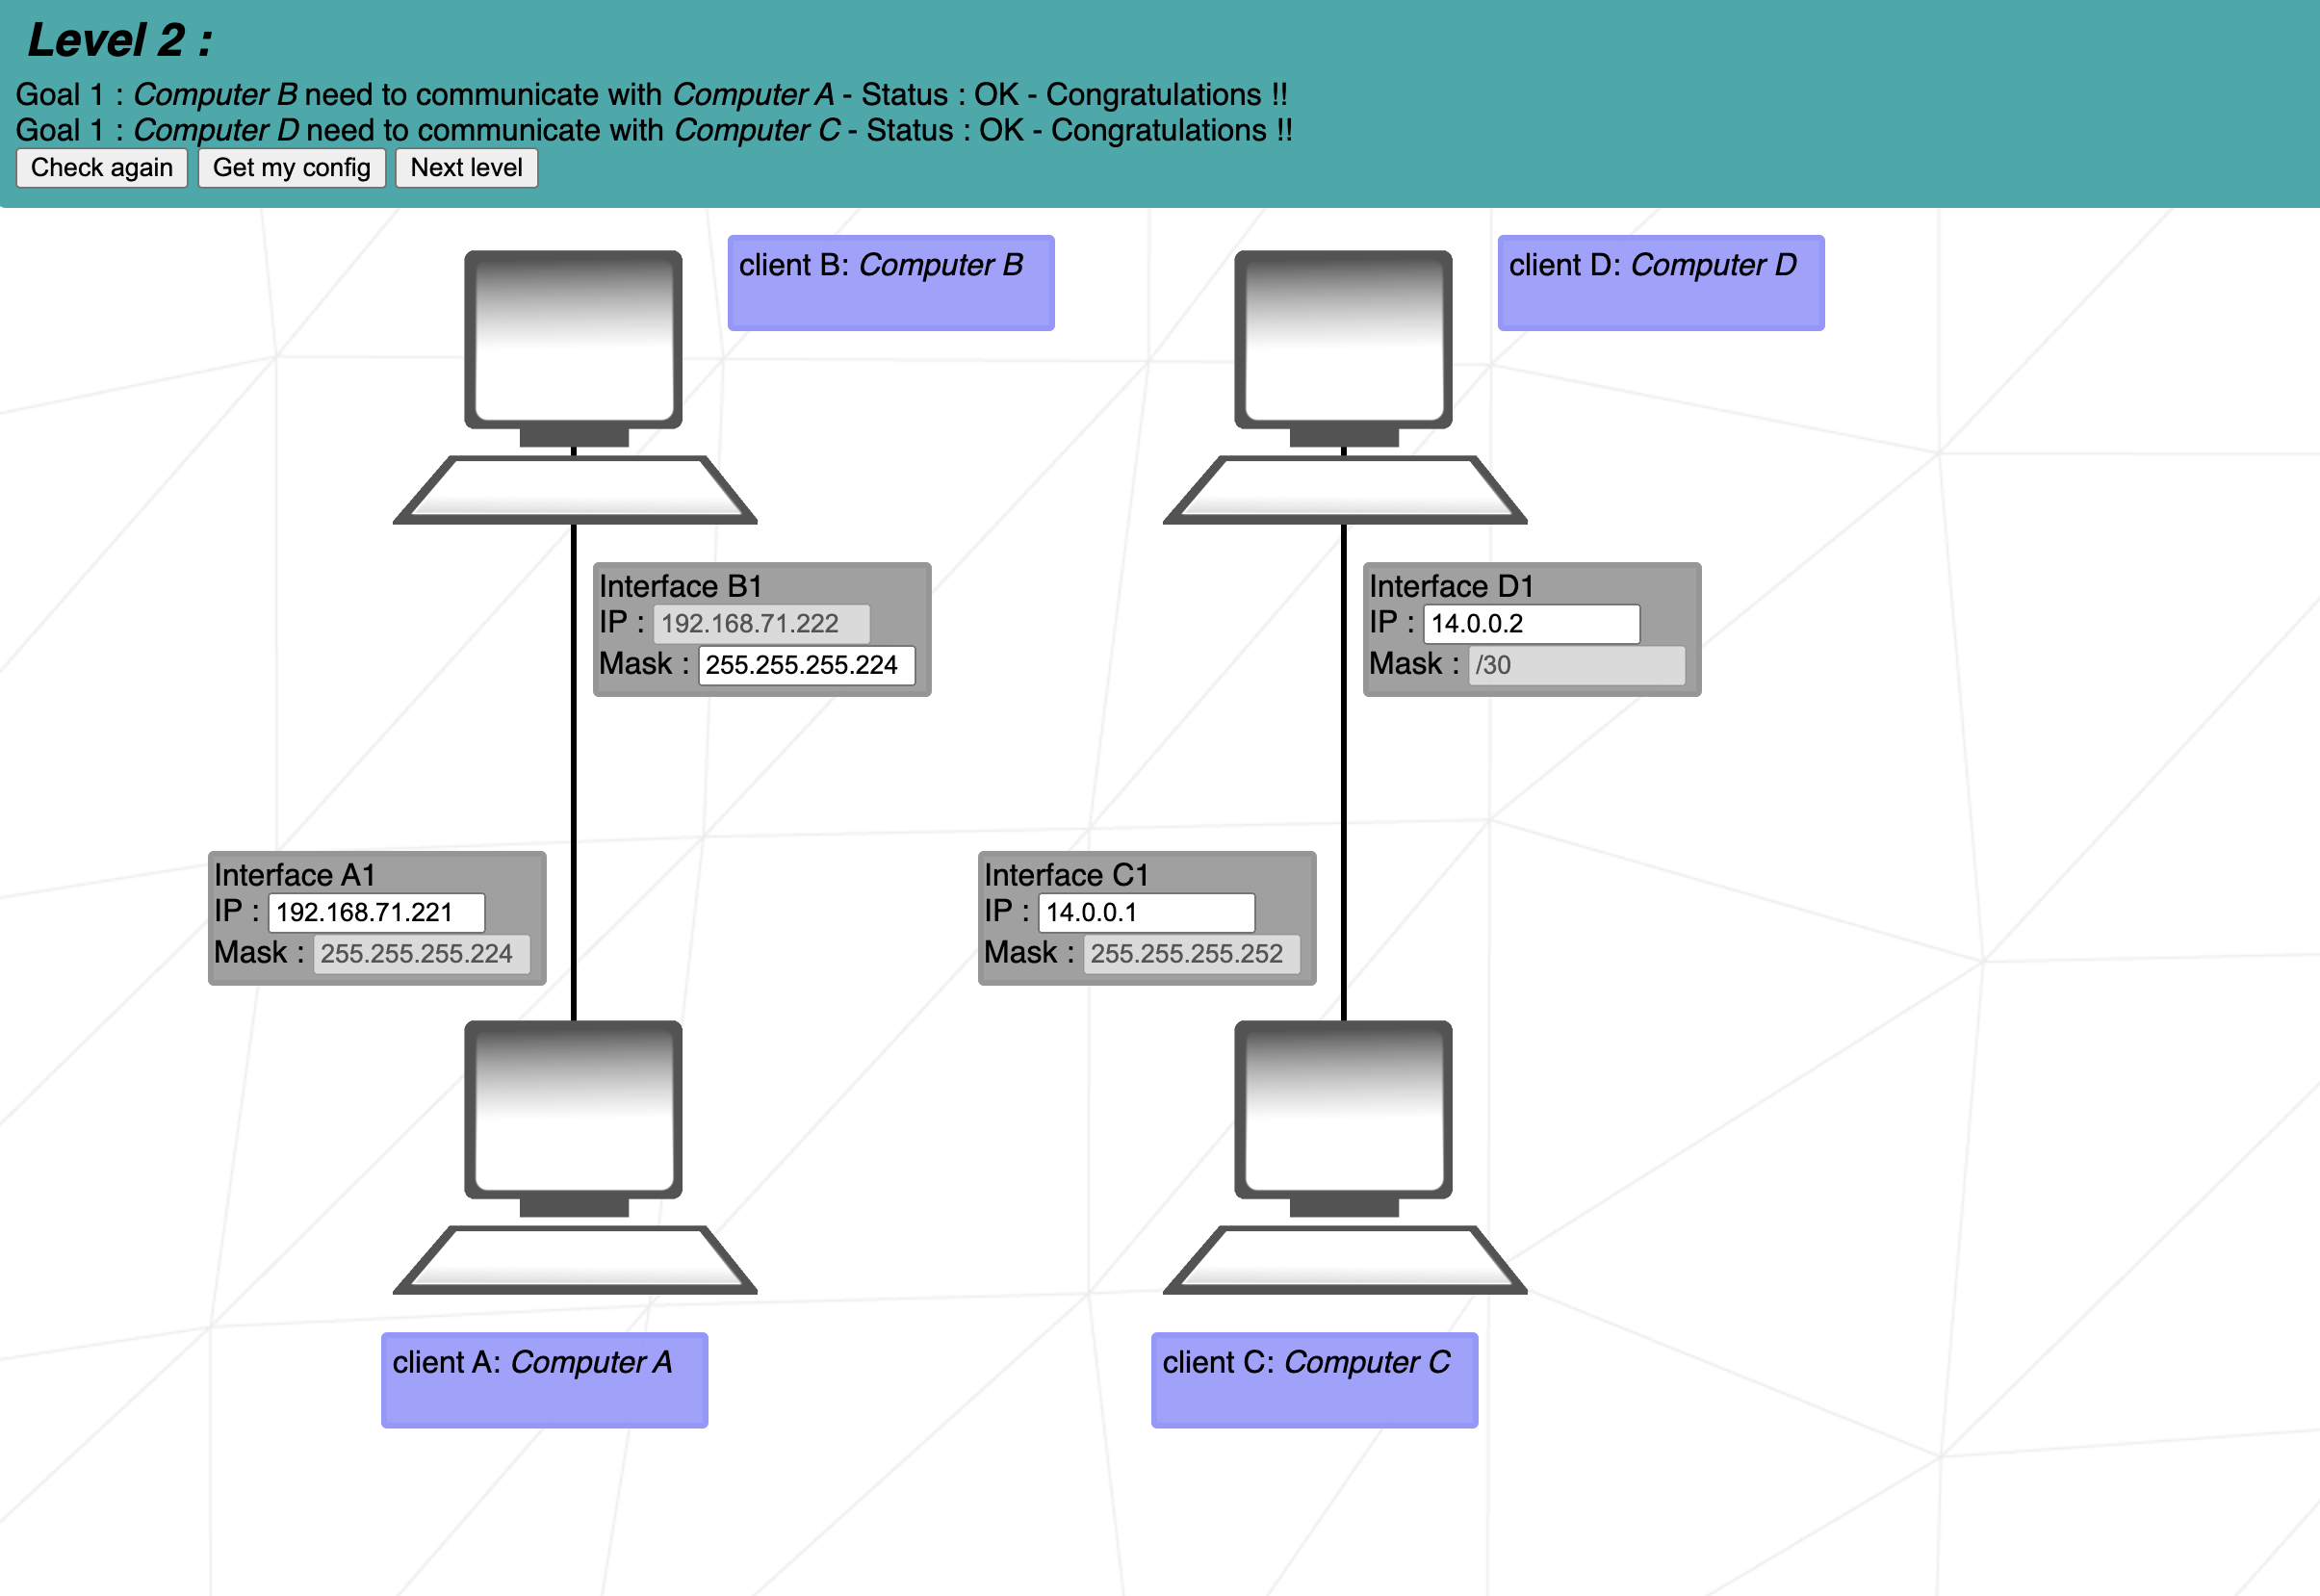 Level 2 :
Goal 1 : Computer B need to communicate with Computer A - Status : OK - Congratulations !!
Goal 1 : Computer D need to communicate with Computer C - Status : OK - Congratulations !!
Check again Get my config Next level
client B: Computer B
client D: Computer D
Interface B1
IP : 192.168.71.222
Mask : 255.255.255.224
Interface D1
IP : 14.0.0.2
Mask : /30
Interface A1
IP : 192.168.71.221
Mask : 255.255.255.224
Interface C1
IP : 14.0.0.1
Mask : 255.255.255.252
client A: Computer A
client C: Computer C